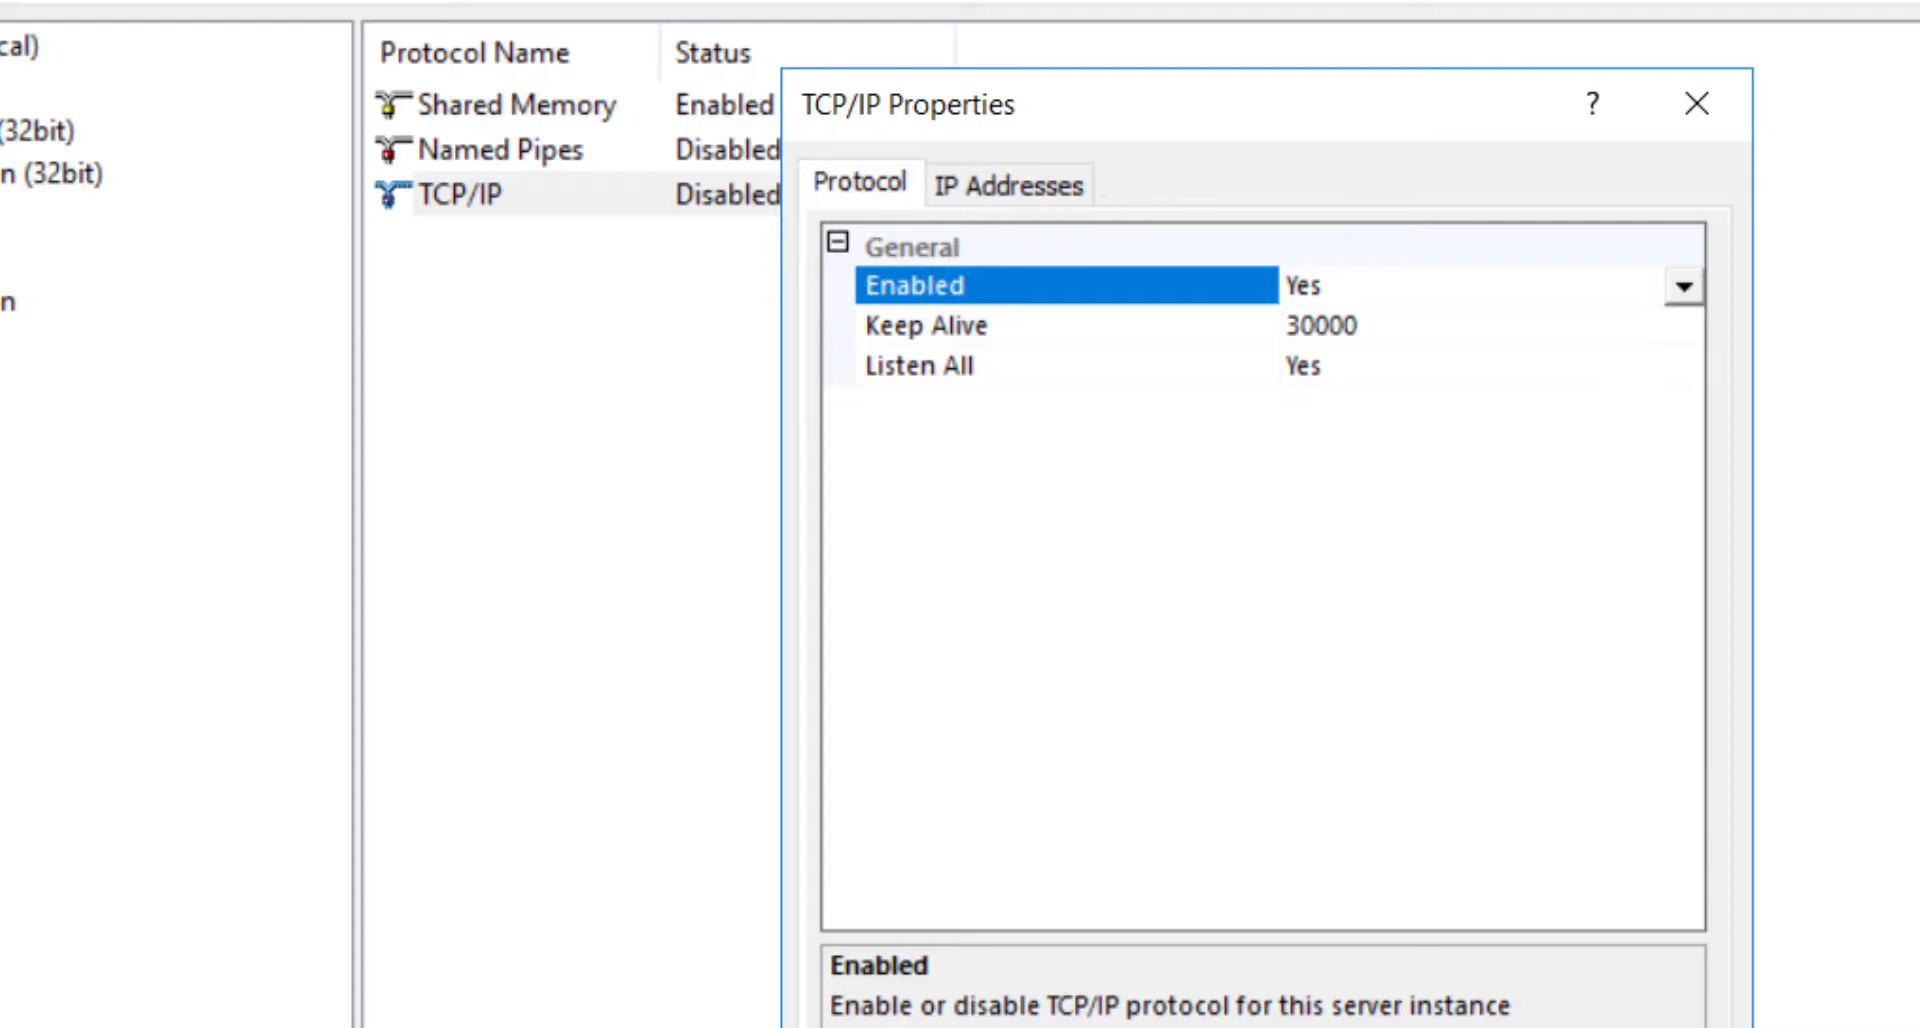 cal)
(32bit)
n (32bit)
n
Protocol Name Status
Shared Memory Enabled
Named Pipes Disabled
TCP/IP Disabled
TCP/IP Properties ? ×
Protocol IP Addresses
General
Enabled Yes
Keep Alive 30000
Listen All Yes
Enabled
Enable or disable TCP/IP protocol for this server instance